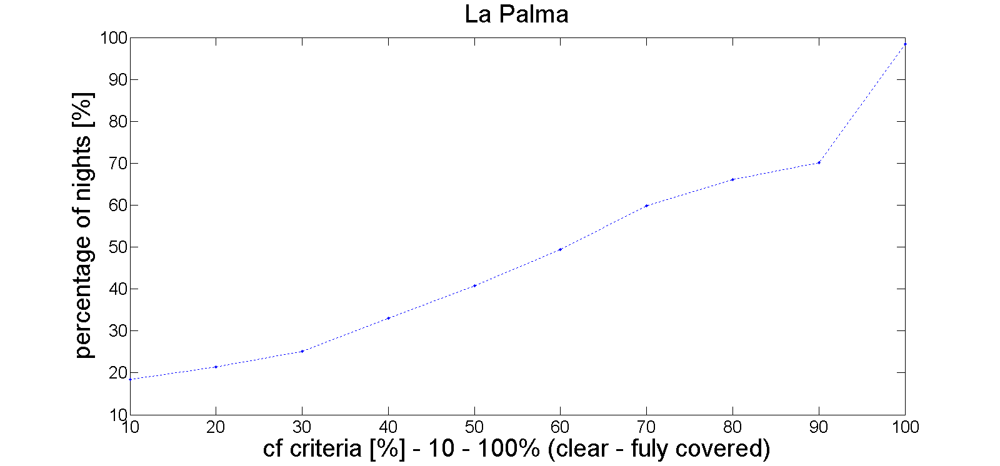 La Palma
percentage of nights [%]
100
90
80
70
60
50
40
30
20
10
10 20 30 40 50 60 70 80 90 100
cf criteria [%] - 10 - 100% (clear - fuly covered)